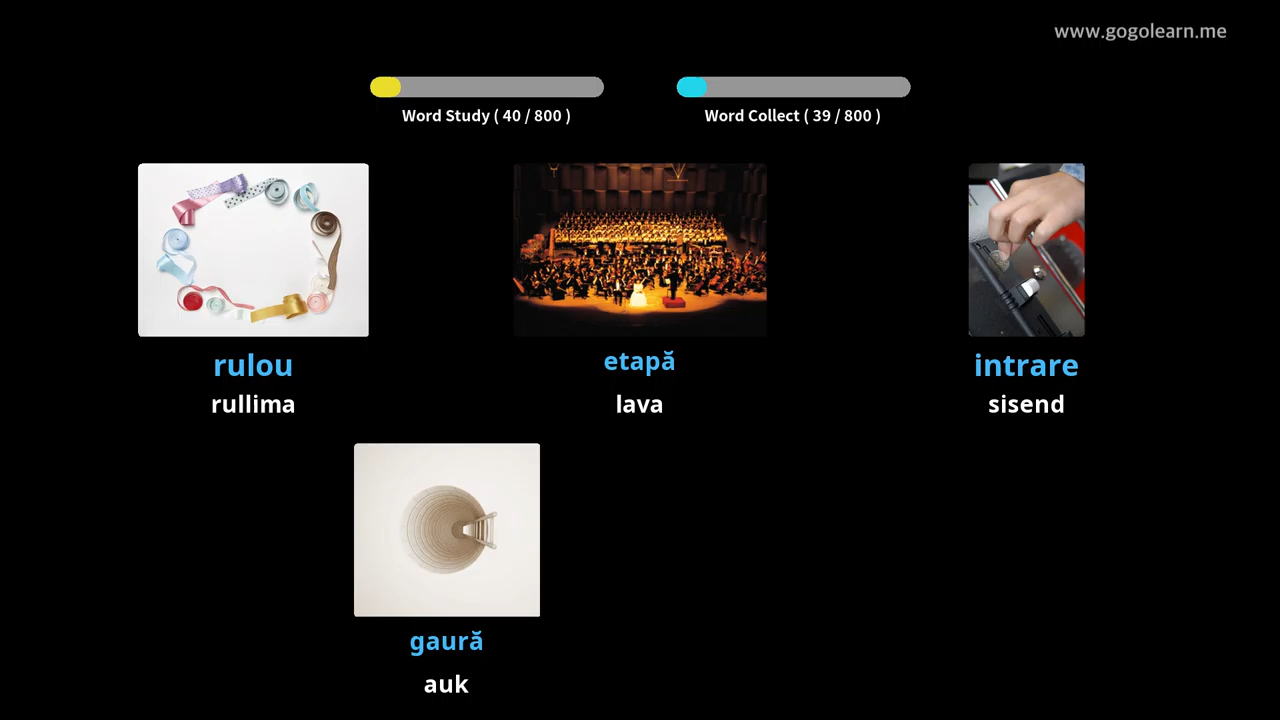 www.gogolearn.me
Word Study ( 40 / 800 )
Word Collect ( 39 / 800 )
rulou
rullima
etapă
lava
intrare
sisend
gaură
auk